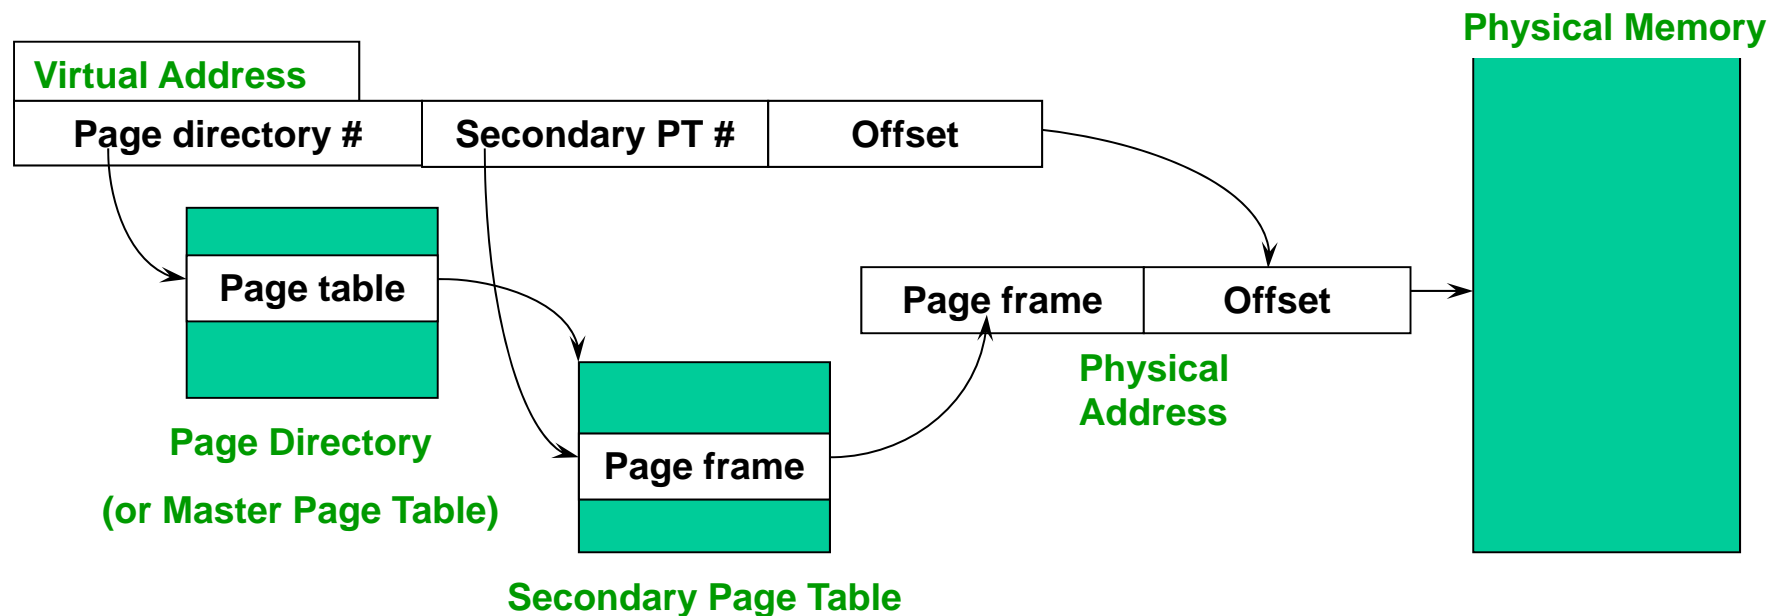 Physical Memory
Virtual Address
Page directory #
Secondary PT #
Offset
Page table
Page frame
Offset
Physical
Address
Page Directory
(or Master Page Table)
Page frame
Secondary Page Table